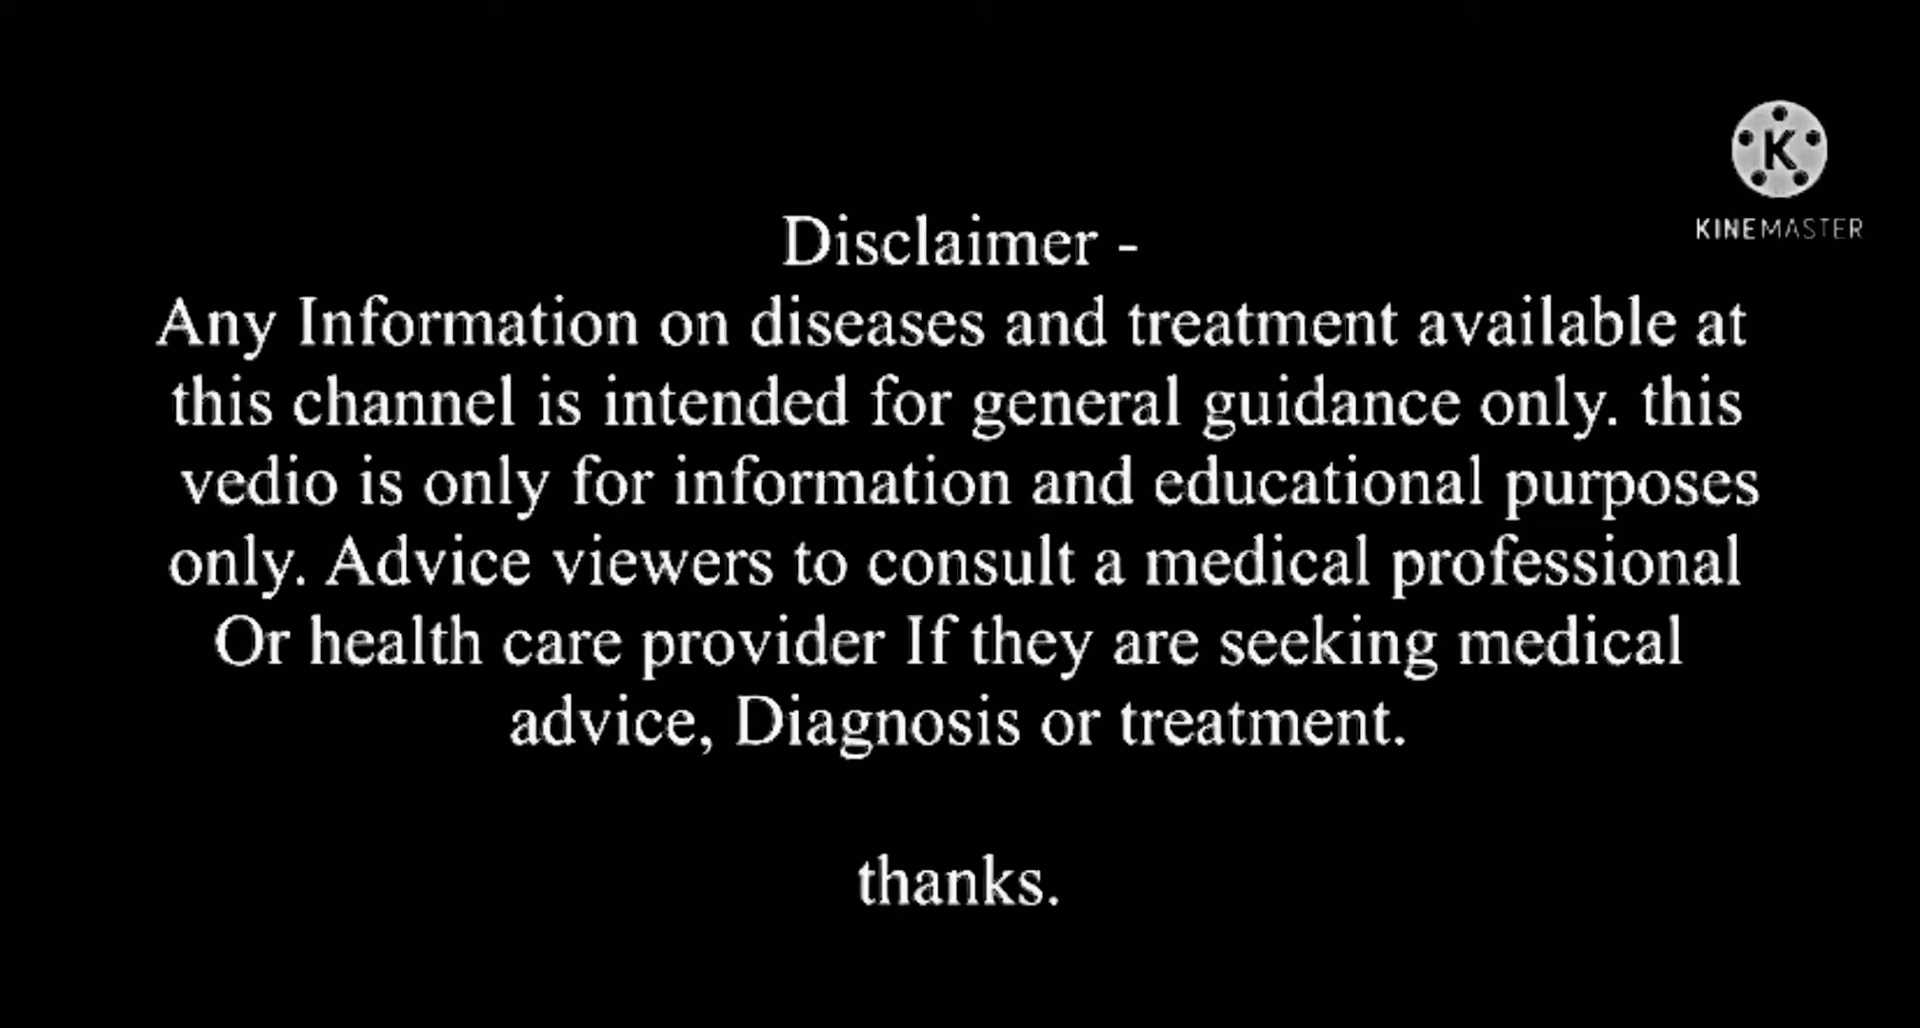 K
KINEMASTER
Disclaimer -
Any Information on diseases and treatment available at
this channel is intended for general guidance only. this
vedio is only for information and educational purposes
only. Advice viewers to consult a medical professional
Or health care provider If they are seeking medical
advice, Diagnosis or treatment.
thanks.